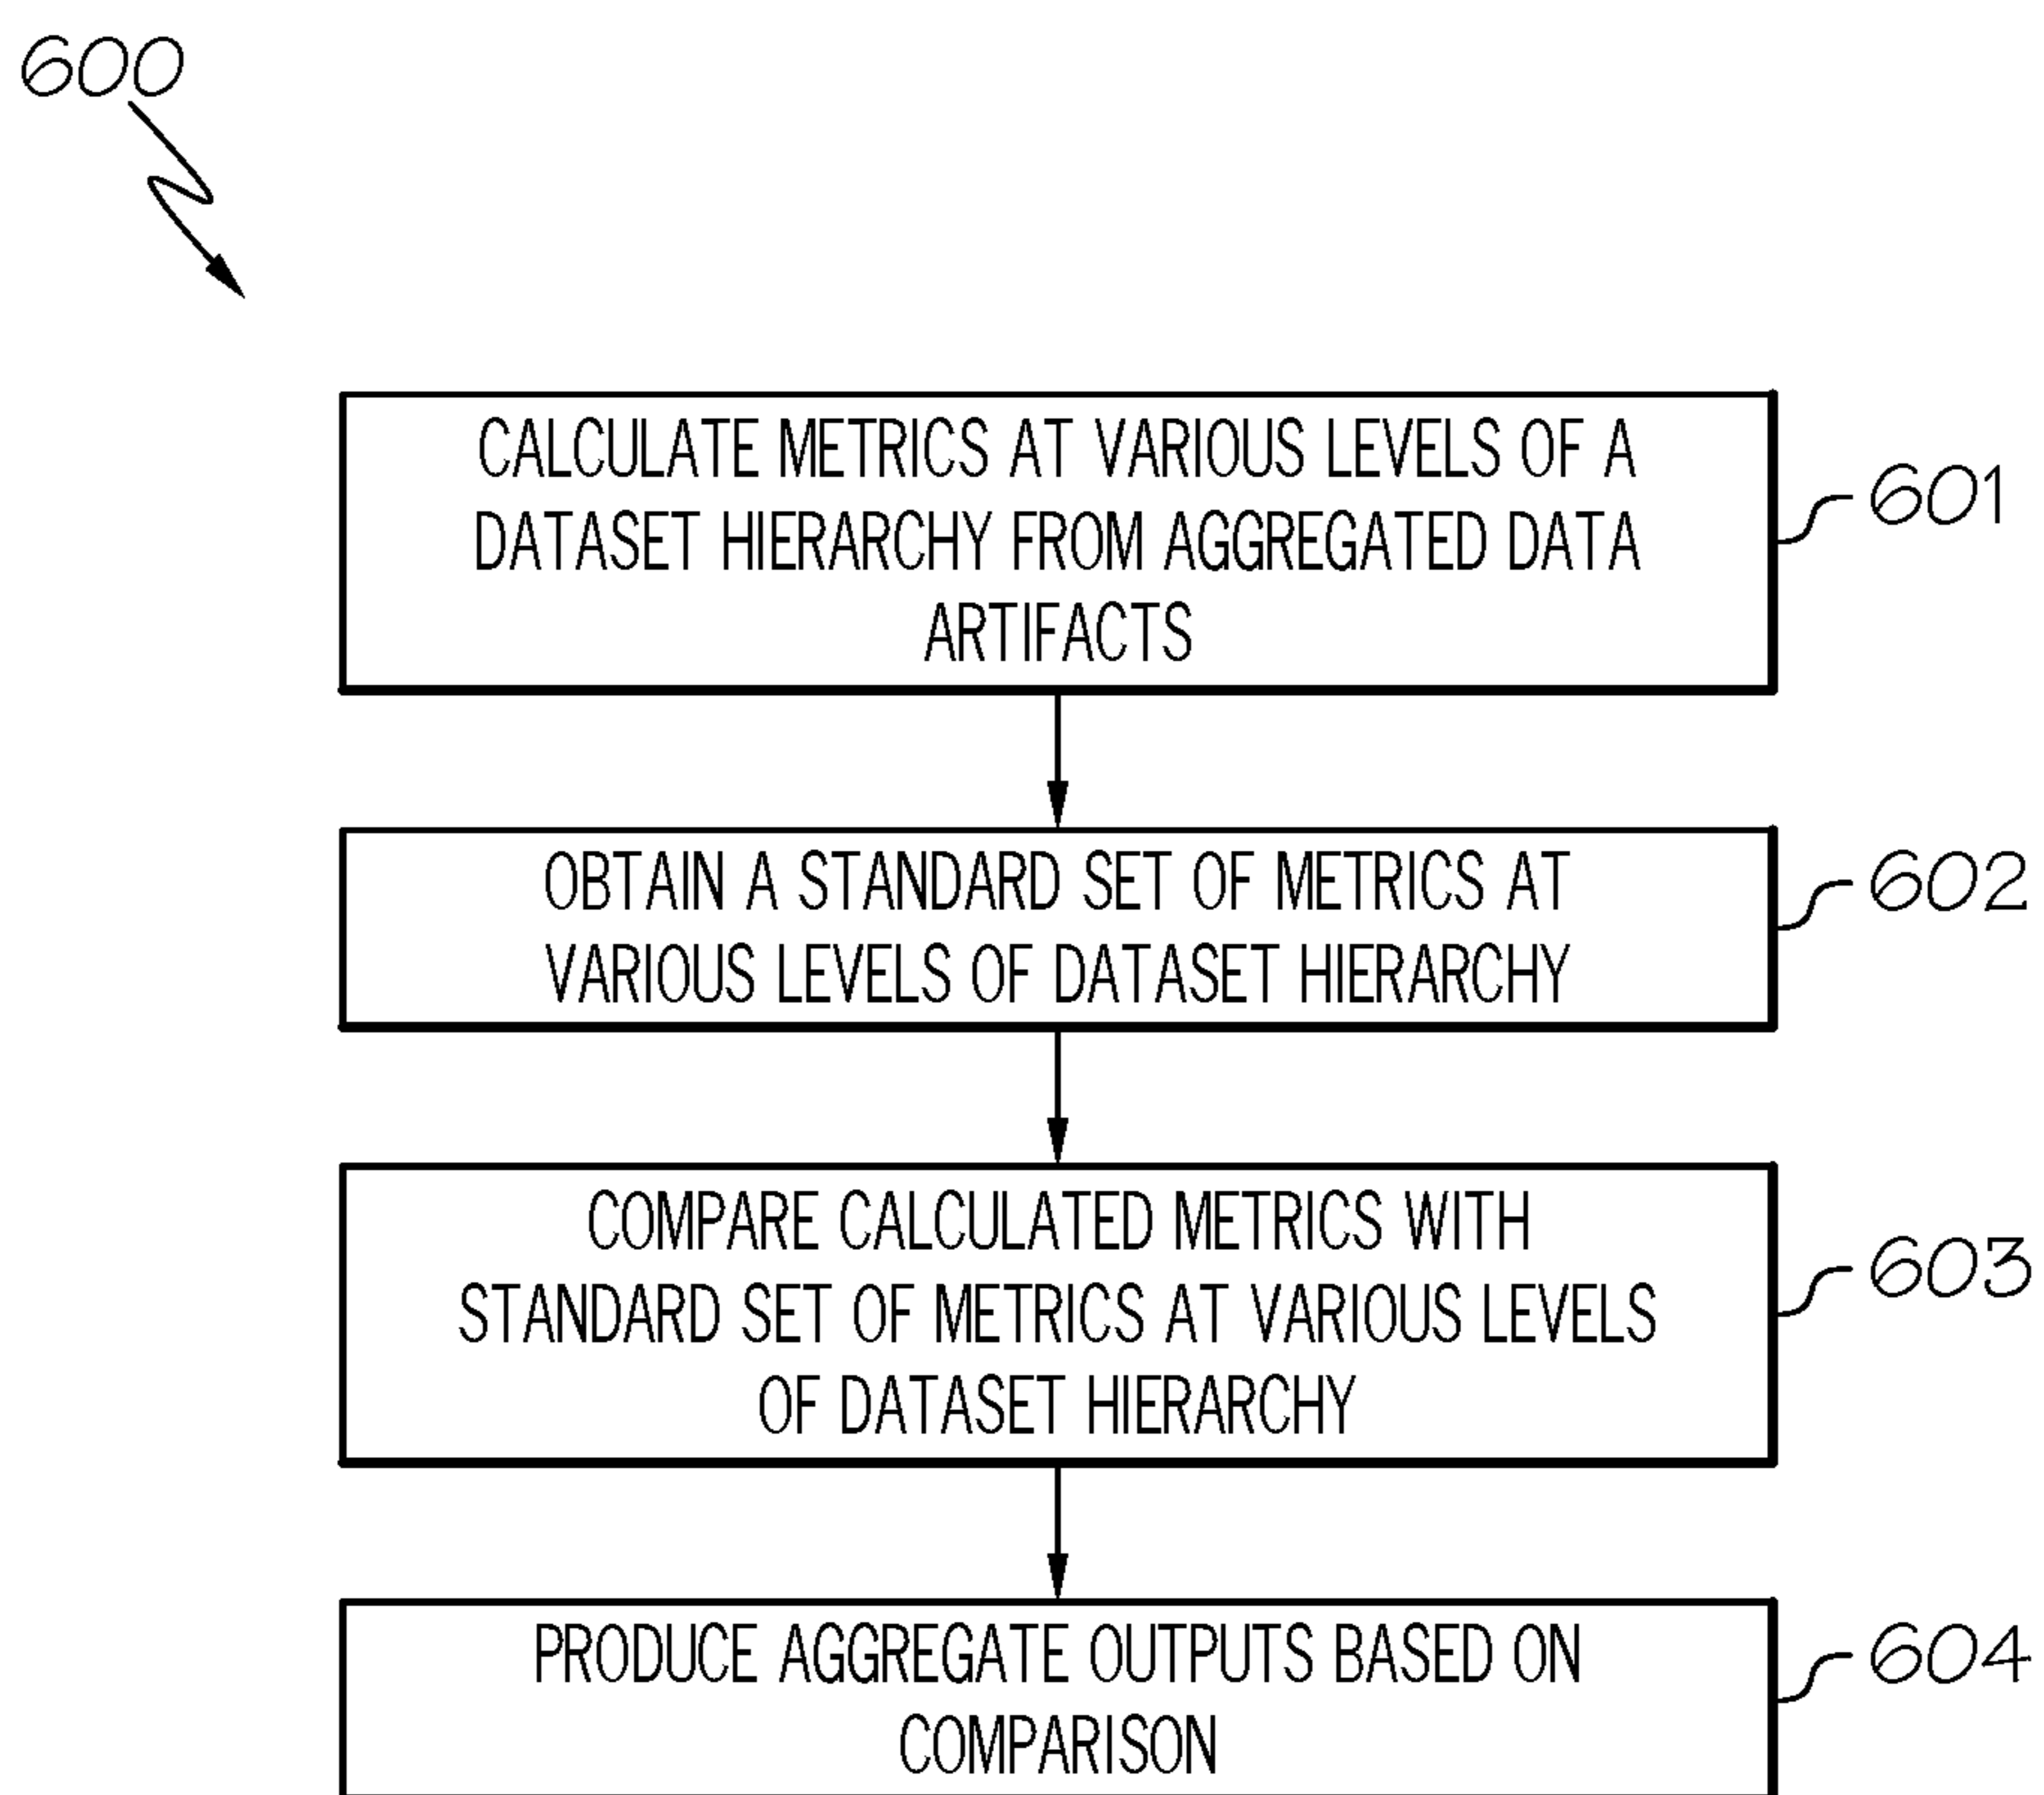 600
CALCULATE METRICS AT VARIOUS LEVELS OF A
DATASET HIERARCHY FROM AGGREGATED DATA
ARTIFACTS
601
OBTAIN A STANDARD SET OF METRICS AT
VARIOUS LEVELS OF DATASET HIERARCHY
602
COMPARE CALCULATED METRICS WITH
STANDARD SET OF METRICS AT VARIOUS LEVELS
OF DATASET HIERARCHY
603
PRODUCE AGGREGATE OUTPUTS BASED ON
COMPARISON
604